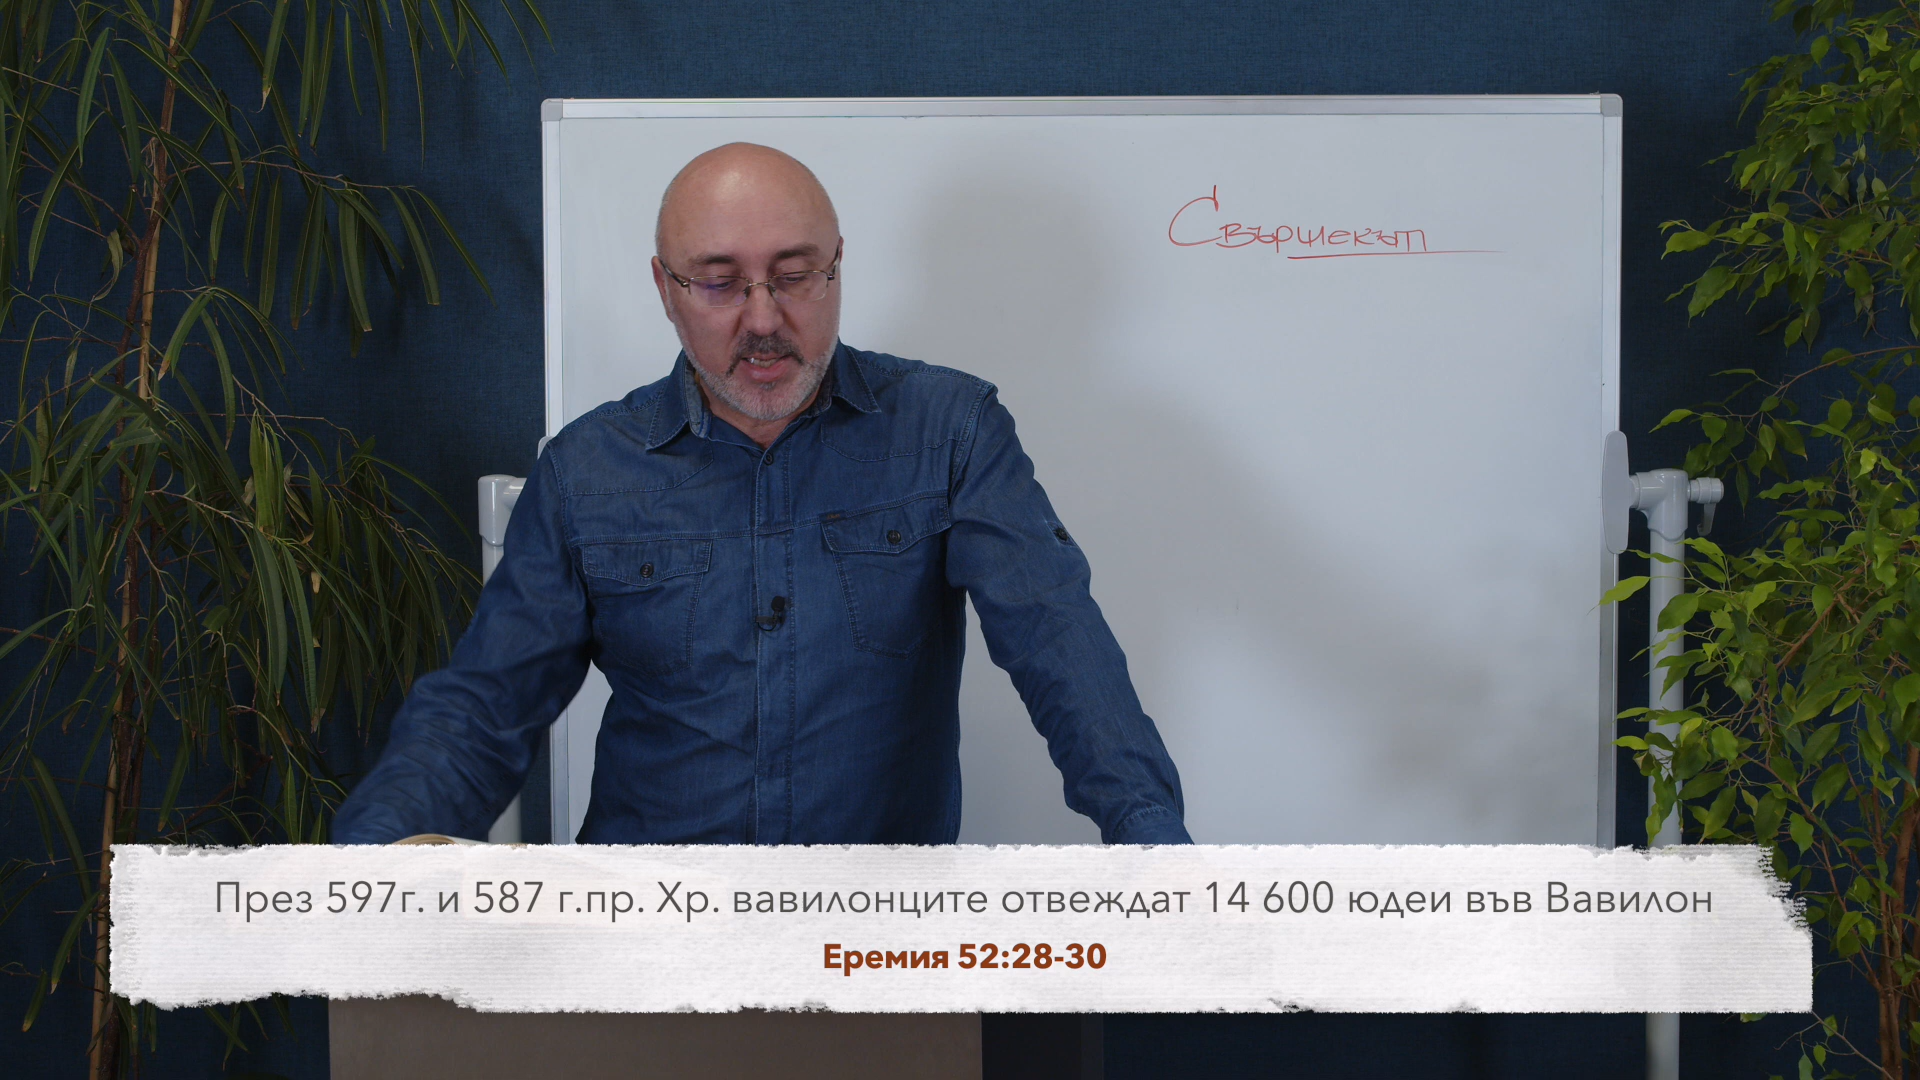 Свършекът
През 597г. и 587 г.пр. Хр. вавилонците отвеждат 14 600 юдеи във Вавилон
Еремия 52:28-30